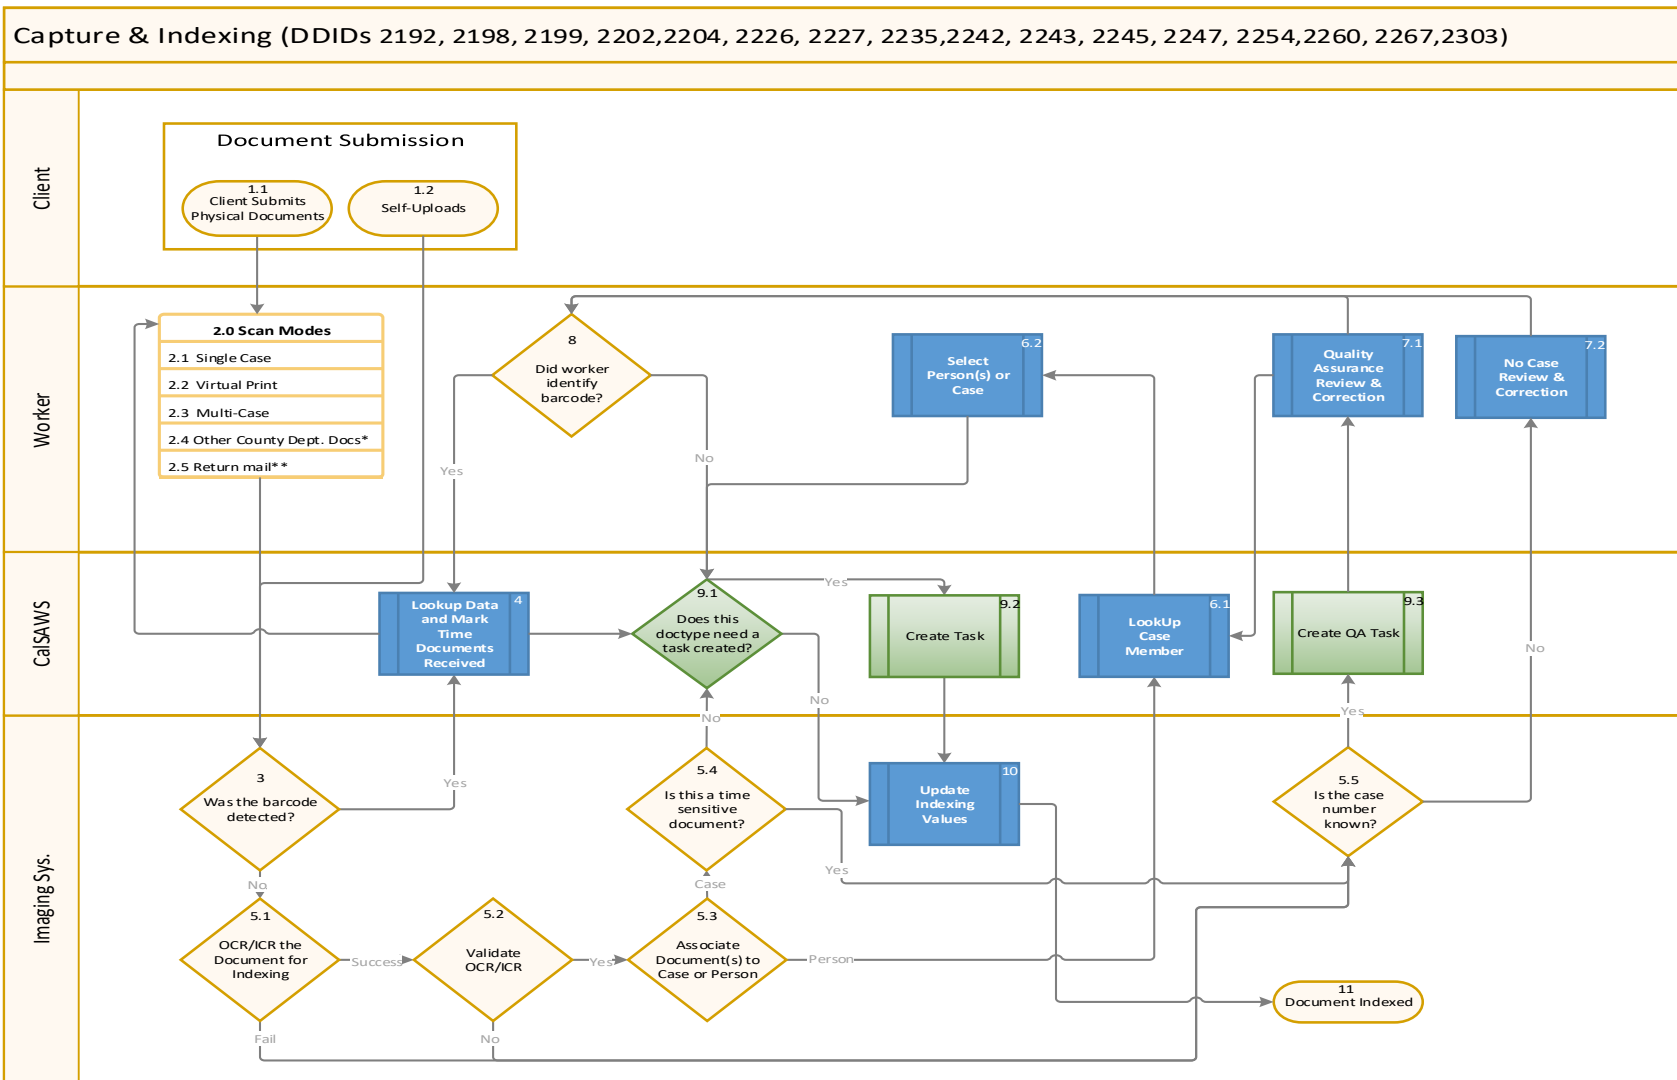 Capture & Indexing (DDIDs 2192, 2198, 2199, 2202,2204, 2226, 2227, 2235,2242, 2243, 2245, 2247, 2254,2260, 2267,2303)
Client
Document Submission
1.1
Client Submits
Physical Documents
1.2
Self-Uploads
Worker
2.0 Scan Modes
2.1 Single Case
2.2 Virtual Print
2.3 Multi-Case
2.4 Other County Dept. Docs*
2.5 Return mail**
8
Did worker
identify
barcode?
Yes
No
6.2
Select
Person(s) or
Case
7.1
Quality
Assurance
Review &
Correction
7.2
No Case
Review &
Correction
CalSAWS
4
Lookup Data
and Mark
Time
Documents
Received
9.1
Does this
doctype need a
task created?
Yes
No
9.2
Create Task
6.1
LookUp
Case
Member
9.3
Create QA Task
No
Yes
No
Imaging Sys.
3
Was the barcode
detected?
Yes
No
5.4
Is this a time
sensitive
document?
Yes
10
Update
Indexing
Values
5.5
Is the case
number
known?
5.1
OCR/ICR the
Document for
Indexing
Success
Fail
5.2
Validate
OCR/ICR
Yes
No
Case
5.3
Associate
Document(s) to
Case or Person
Person
11
Document Indexed